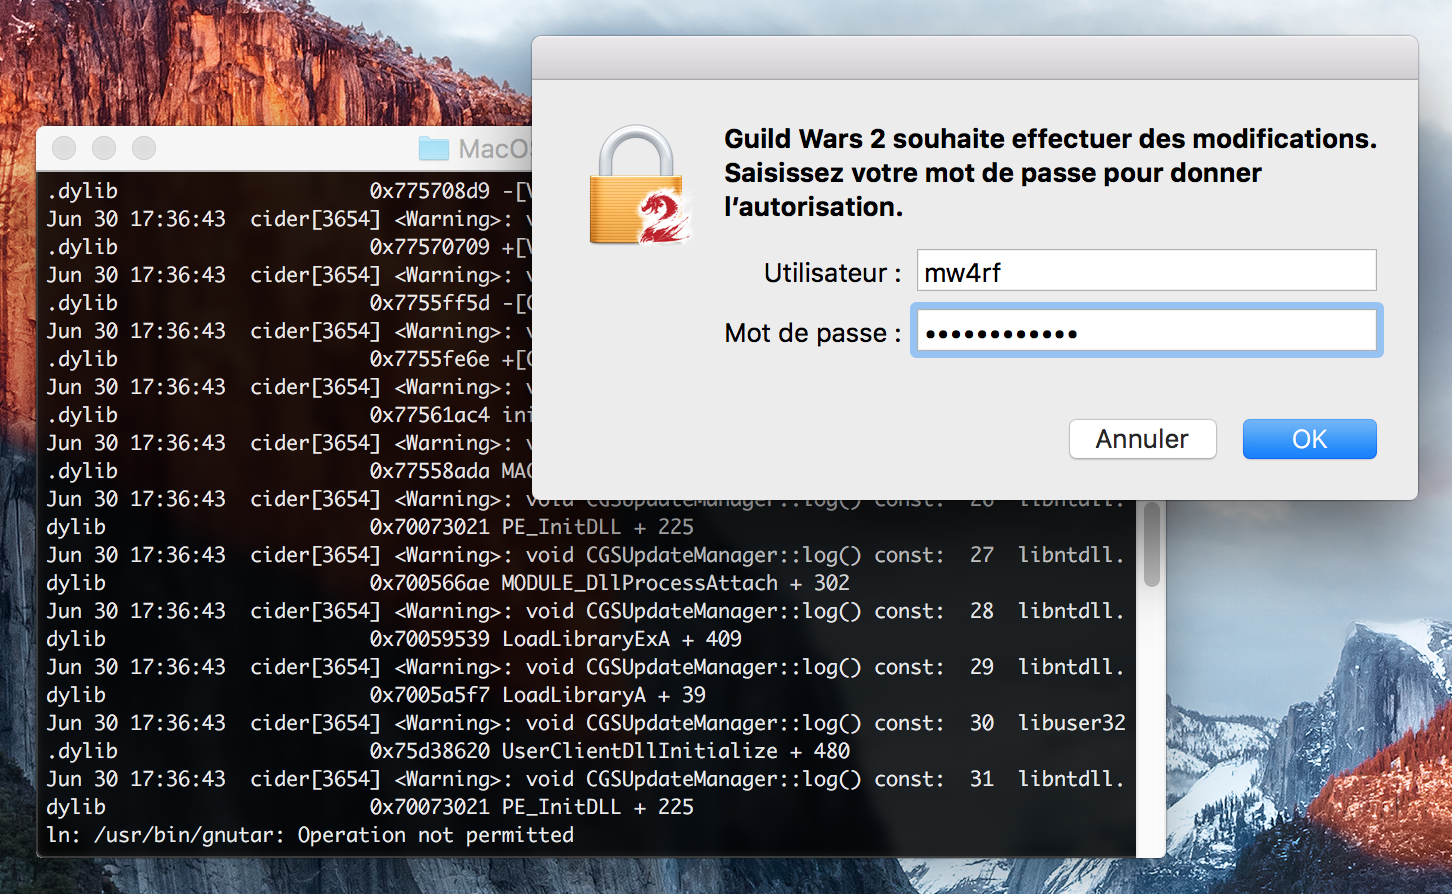 MacO
.dylib 0x775708d9 -[
Jun 30 17:36:43 cider[3654] <Warning>: v
.dylib 0x77570709 +[
Jun 30 17:36:43 cider[3654] <Warning>: v
.dylib 0x7755ff5d -[
Jun 30 17:36:43 cider[3654] <Warning>: v
.dylib 0x7755fe6e +[
Jun 30 17:36:43 cider[3654] <Warning>: v
.dylib 0x77561ac4 ini
Jun 30 17:36:43 cider[3654] <Warning>: v
.dylib 0x77558ada MAC
Jun 30 17:36:43 cider[3654] <Warning>: void CGSUpdateManager::log() const: 26 libntdll.
dylib 0x70073021 PE_InitDLL + 225
Jun 30 17:36:43 cider[3654] <Warning>: void CGSUpdateManager::log() const: 27 libntdll.
dylib 0x700566ae MODULE_DllProcessAttach + 302
Jun 30 17:36:43 cider[3654] <Warning>: void CGSUpdateManager::log() const: 28 libntdll.
dylib 0x70059539 LoadLibraryExA + 409
Jun 30 17:36:43 cider[3654] <Warning>: void CGSUpdateManager::log() const: 29 libntdll.
dylib 0x7005a5f7 LoadLibraryA + 39
Jun 30 17:36:43 cider[3654] <Warning>: void CGSUpdateManager::log() const: 30 libuser32
.dylib 0x75d38620 UserClientDllInitialize + 480
Jun 30 17:36:43 cider[3654] <Warning>: void CGSUpdateManager::log() const: 31 libntdll.
dylib 0x70073021 PE_InitDLL + 225
ln: /usr/bin/gnutar: Operation not permitted
Guild Wars 2 souhaite effectuer des modifications.
Saisissez votre mot de passe pour donner
l’autorisation.
Utilisateur : mw4rf
Mot de passe : ••••••••••••
Annuler OK